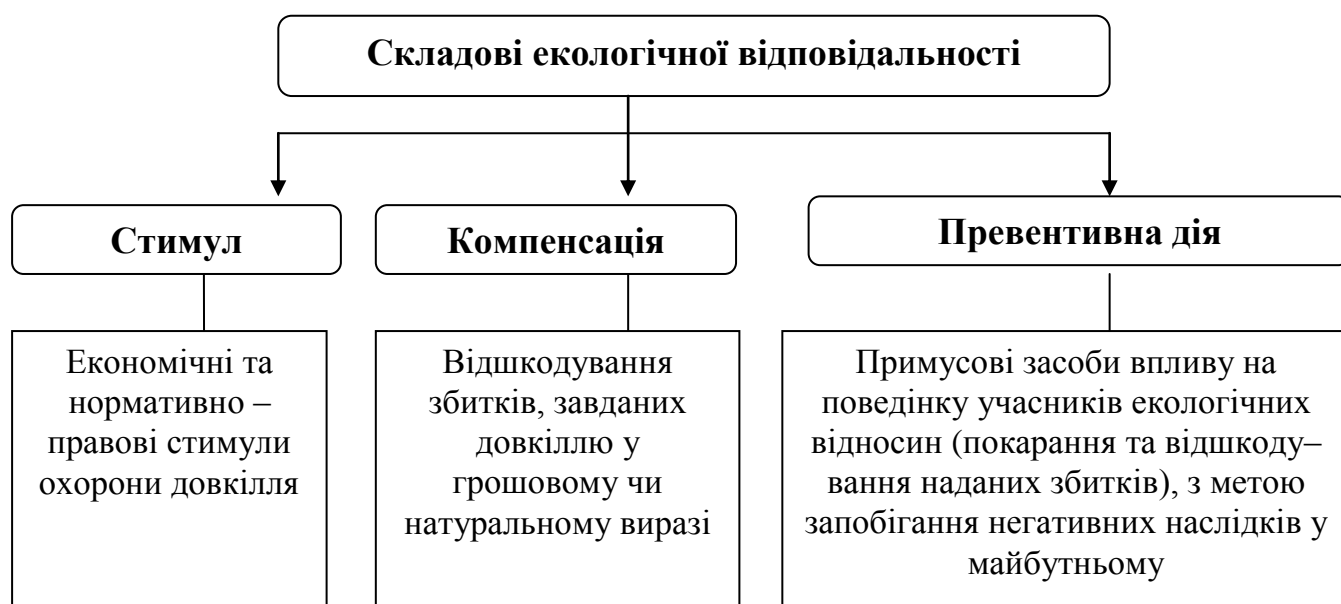 Складові екологічної відповідальності
Стимул
Компенсація
Превентивна дія
Економічні та
нормативно –
правові стимули
охорони довкілля
Відшкодування
збитків, завданих
довкіллю у
грошовому чи
натуральному виразі
Примусові засоби впливу на
поведінку учасників екологічних
відносин (покарання та відшкоду–
вання наданих збитків), з метою
запобігання негативних наслідків у
майбутньому